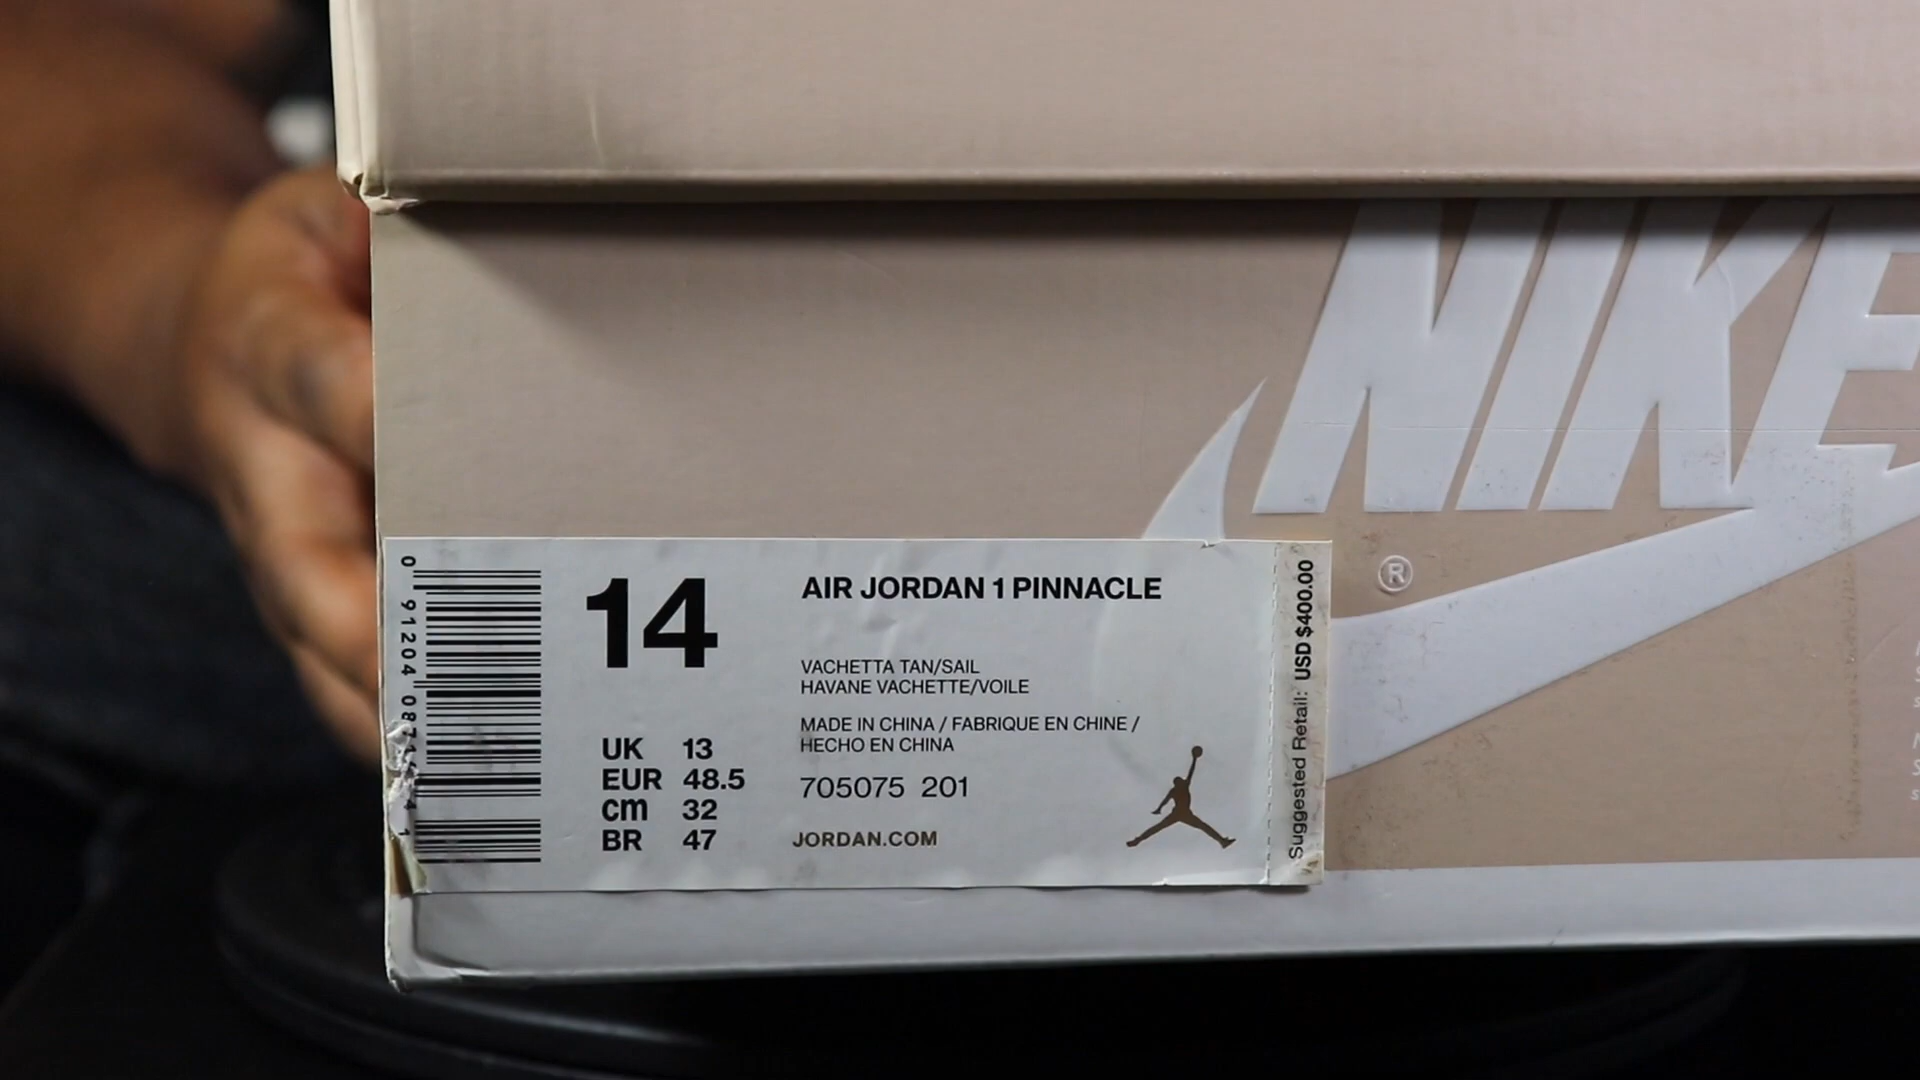 NIKE
®
14
AIR JORDAN 1 PINNACLE
VACHETTA TAN/SAIL
HAVANE VACHETTE/VOILE
MADE IN CHINA / FABRIQUE EN CHINE /
HECHO EN CHINA
705075 201
JORDAN.COM
UK 13
EUR 48.5
cm 32
BR 47
0 91204
Suggested Retail: USD $400.00